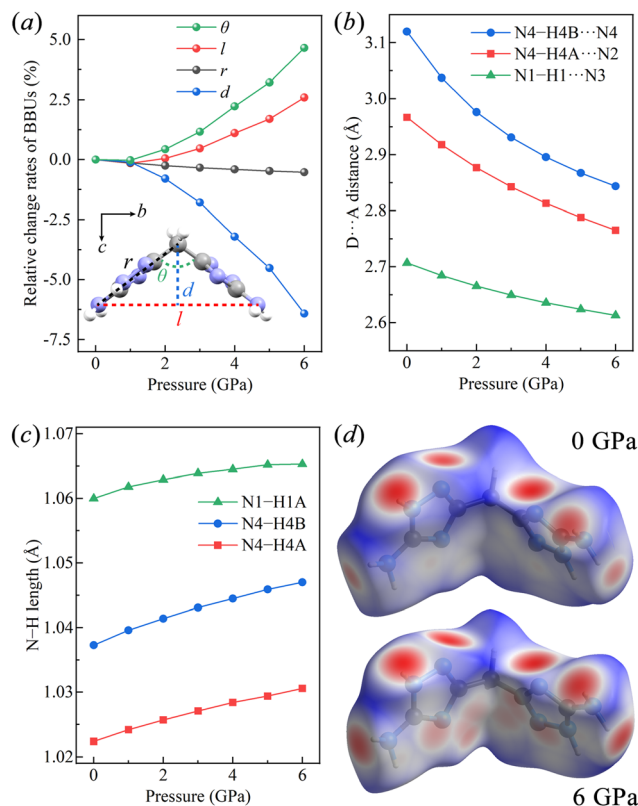 (a)
5.0
2.5
0.0
-2.5
-5.0
-7.5
Relative change rates of BBUs (%)
θ
l
r
d
b
c
r
θ
d
l
0 1 2 3 4 5 6
Pressure (GPa)
(b)
3.1
3.0
2.9
2.8
2.7
2.6
D⋯A distance (Å)
N4−H4B⋯N4
N4−H4A⋯N2
N1−H1⋯N3
0 2 4 6
Pressure (GPa)
(c)
1.07
1.06
1.05
1.04
1.03
1.02
N−H length (Å)
N1−H1A
N4−H4B
N4−H4A
0 2 4 6
Pressure (GPa)
(d)
0 GPa
6 GPa